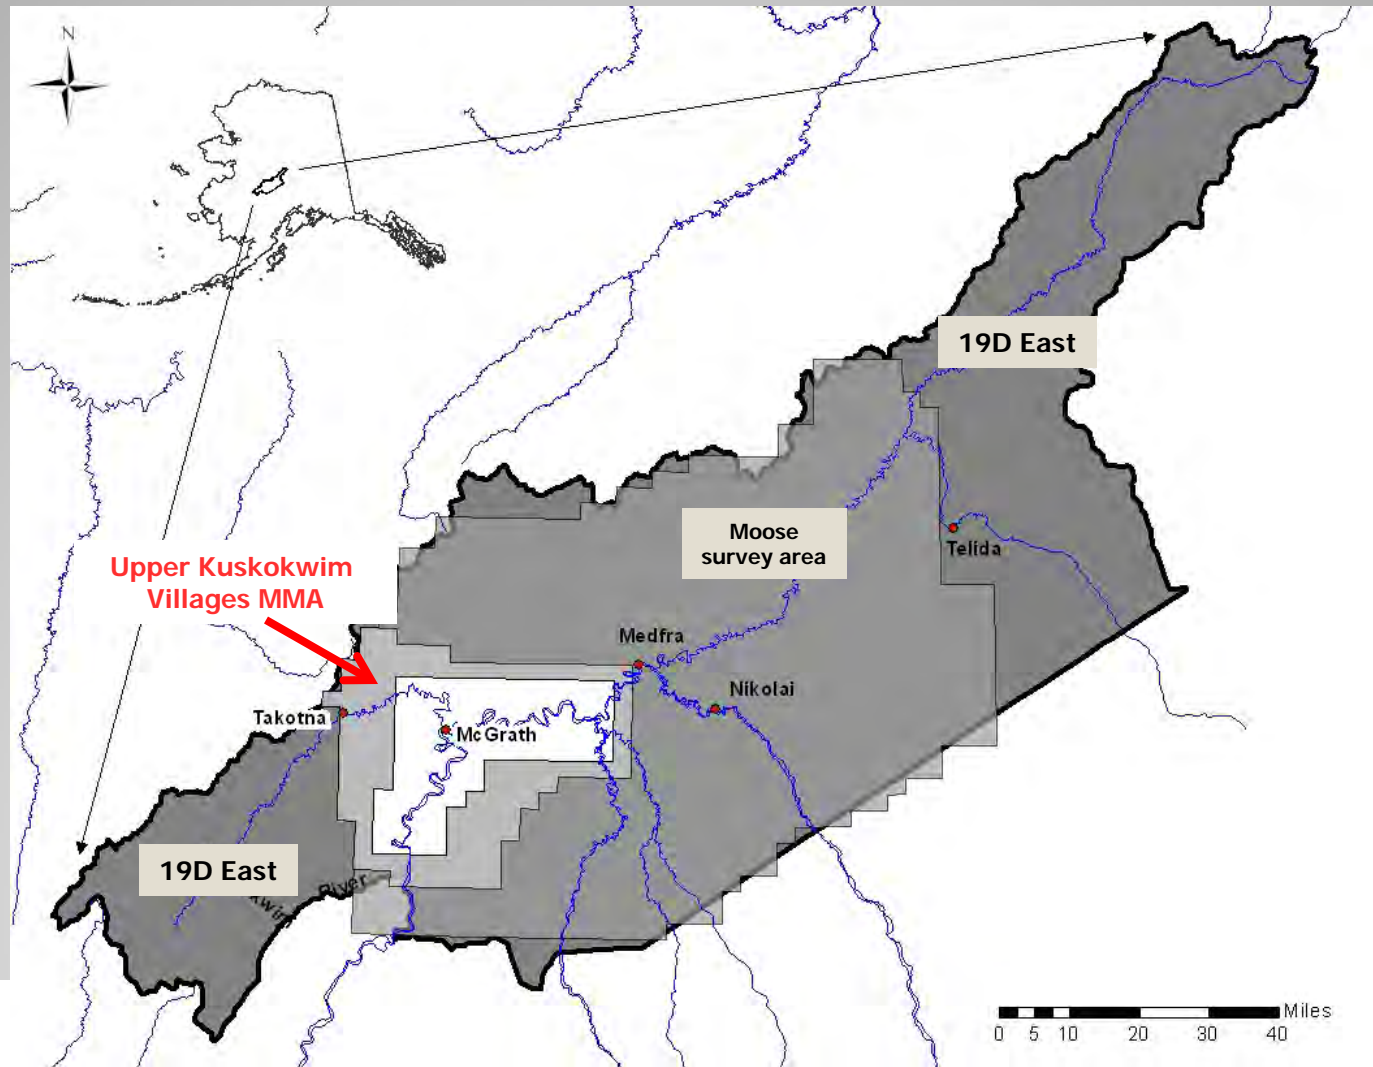 N
19D East
Moose
survey area
Telida
Upper Kuskokwim
Villages MMA
Medfra
Nikolai
Takotna
McGrath
19D East
River
Miles
0 5 10 20 30 40